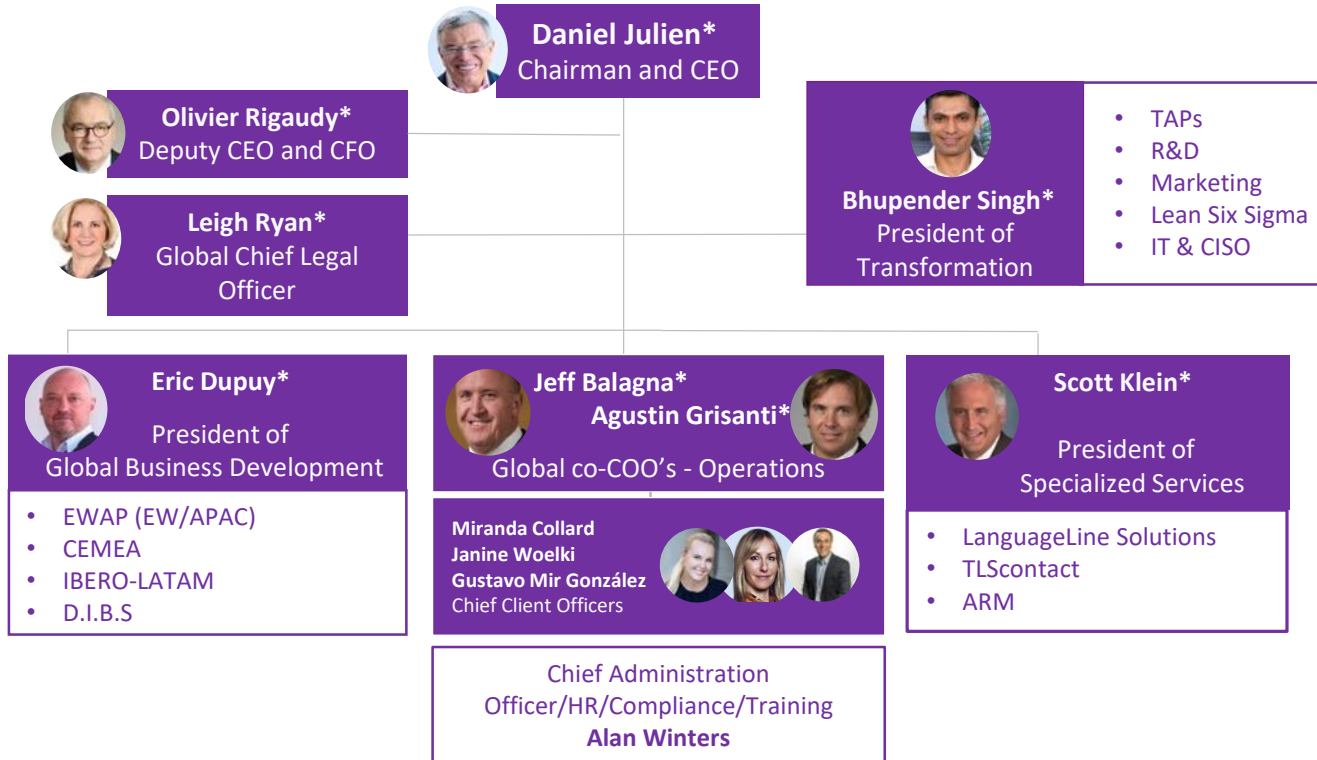 Daniel Julien*
Chairman and CEO
Olivier Rigaudy*
Deputy CEO and CFO
Leigh Ryan*
Global Chief Legal
Officer
Bhupender Singh*
President of
Transformation
• TAPs
• R&D
• Marketing
• Lean Six Sigma
• IT & CISO
Eric Dupuy*
President of
Global Business Development
• EWAP (EW/APAC)
• CEMEA
• IBERO-LATAM
• D.I.B.S
Jeff Balagna*
Agustin Grisanti*
Global co-COO's - Operations
Miranda Collard
Janine Woelki
Gustavo Mir González
Chief Client Officers
Chief Administration
Officer/HR/Compliance/Training
Alan Winters
Scott Klein*
President of
Specialized Services
• LanguageLine Solutions
• TLScontact
• ARM